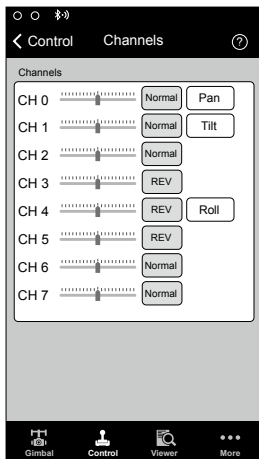 Control Channels
Channels
CH 0 Normal Pan
CH 1 Normal Tilt
CH 2 Normal
CH 3 REV
CH 4 REV Roll
CH 5 REV
CH 6 Normal
CH 7 Normal
Gimbal Control Viewer More